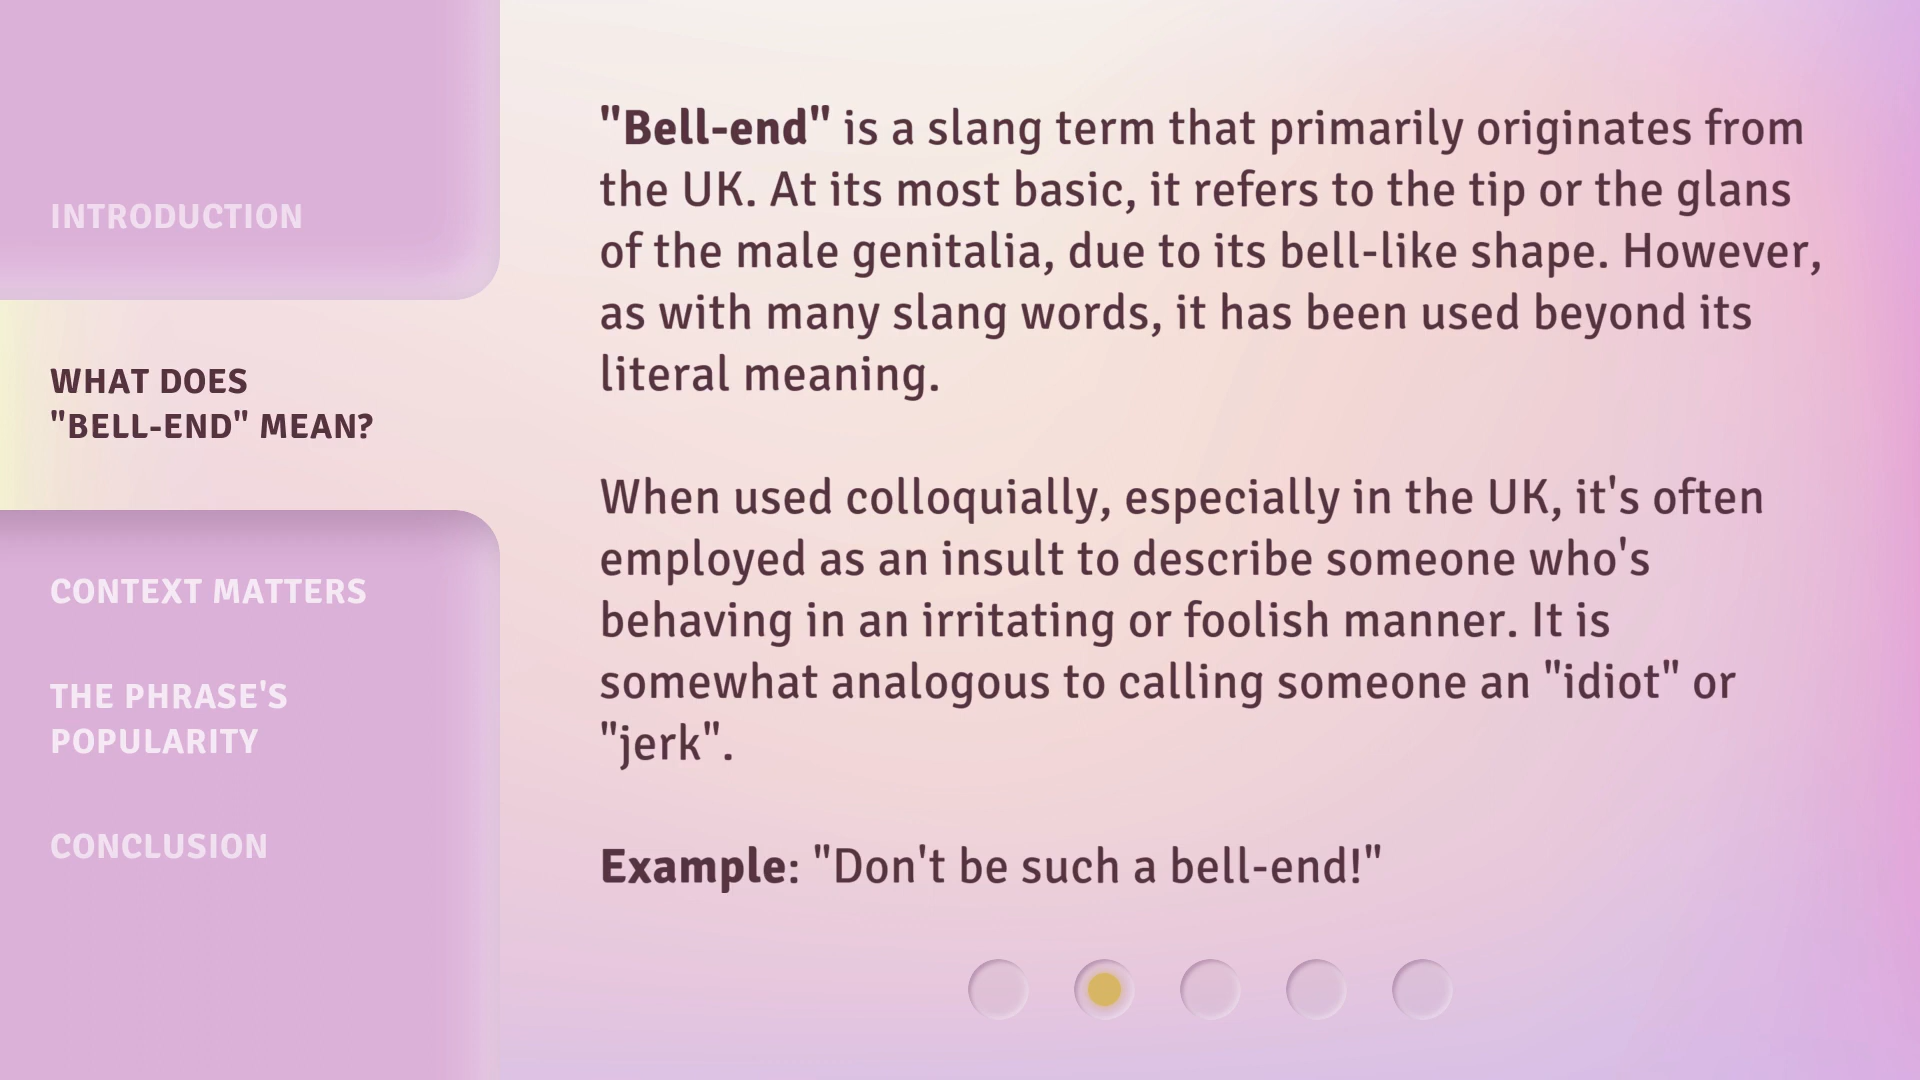 INTRODUCTION
WHAT DOES
"BELL-END" MEAN?
CONTEXT MATTERS
THE PHRASE'S
POPULARITY
CONCLUSION
"Bell-end" is a slang term that primarily originates from
the UK. At its most basic, it refers to the tip or the glans
of the male genitalia, due to its bell-like shape. However,
as with many slang words, it has been used beyond its
literal meaning.
When used colloquially, especially in the UK, it's often
employed as an insult to describe someone who's
behaving in an irritating or foolish manner. It is
somewhat analogous to calling someone an "idiot" or
"jerk".
Example: "Don't be such a bell-end!"